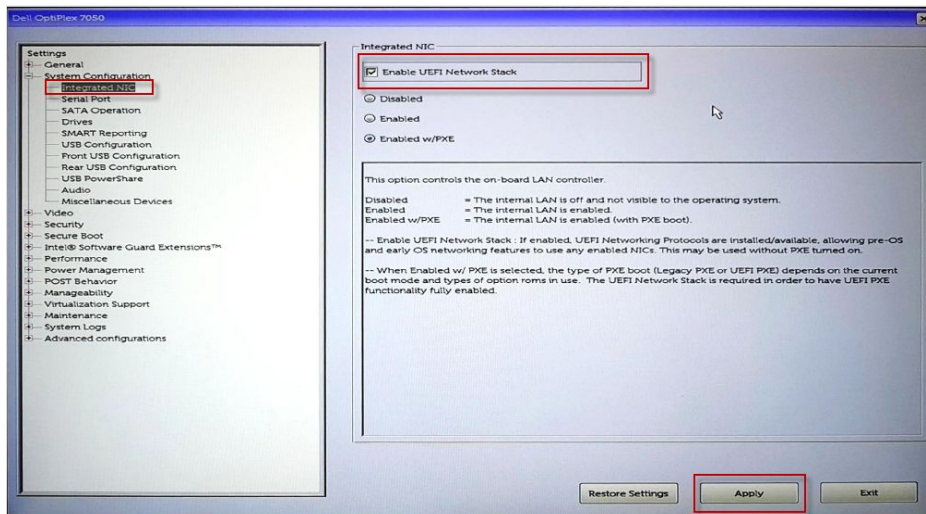 Dell OptiPlex 7050
Settings
General
System Configuration
Integrated NIC
Serial Port
SATA Operation
Drives
SMART Reporting
USB Configuration
Front USB Configuration
Rear USB Configuration
USB PowerShare
Audio
Miscellaneous Devices
Video
Security
Secure Boot
Intel® Software Guard Extensions™
Performance
Power Management
POST Behavior
Manageability
Virtualization Support
Maintenance
System Logs
Advanced configurations
Integrated NIC
Enable UEFI Network Stack
Disabled
Enabled
Enabled w/PXE
This option controls the on-board LAN controller.
Disabled = The internal LAN is off and not visible to the operating system.
Enabled = The internal LAN is enabled.
Enabled w/PXE = The internal LAN is enabled (with PXE boot).
-- Enable UEFI Network Stack : If enabled, UEFI Networking Protocols are installed/available, allowing pre-OS
and early OS networking features to use any enabled NICs. This may be used without PXE turned on.
-- When Enabled w/ PXE is selected, the type of PXE boot (Legacy PXE or UEFI PXE) depends on the current
boot mode and types of option roms in use. The UEFI Network Stack is required in order to have UEFI PXE
functionality fully enabled.
Restore Settings
Apply
Exit